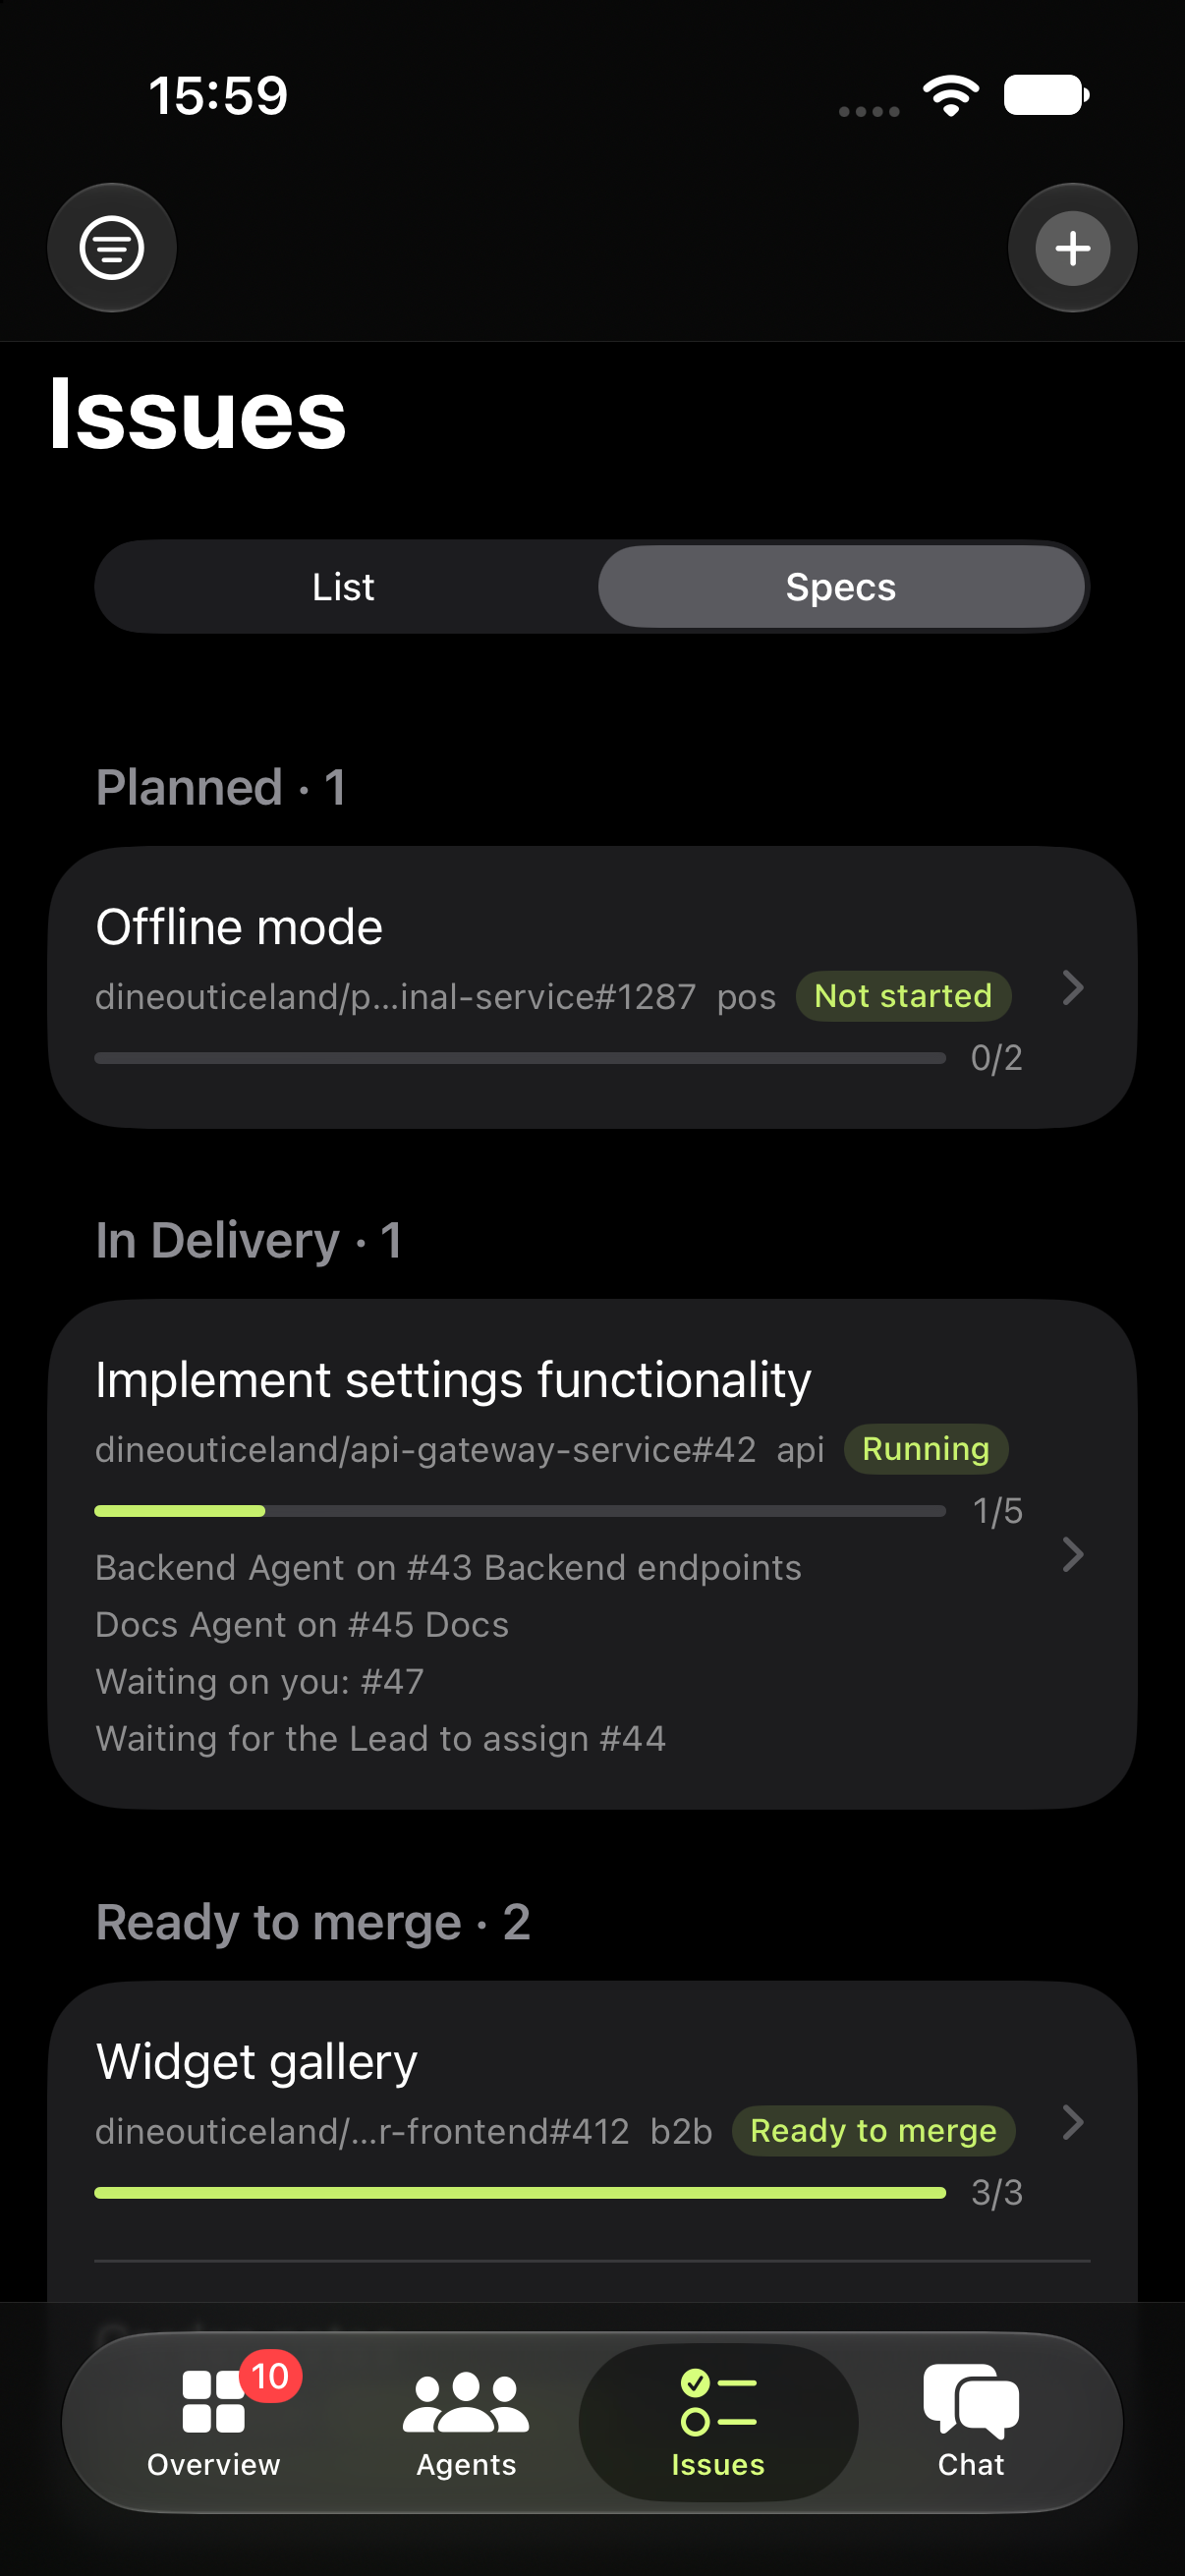 15:59
Issues
List
Specs
Planned · 1
Offline mode
dineouticeland/p...inal-service#1287 pos Not started
0/2
In Delivery · 1
Implement settings functionality
dineouticeland/api-gateway-service#42 api Running
1/5
Backend Agent on #43 Backend endpoints
Docs Agent on #45 Docs
Waiting on you: #47
Waiting for the Lead to assign #44
Ready to merge · 2
Widget gallery
dineouticeland/...r-frontend#412 b2b Ready to merge
3/3
10
Overview
Agents
Issues
Chat